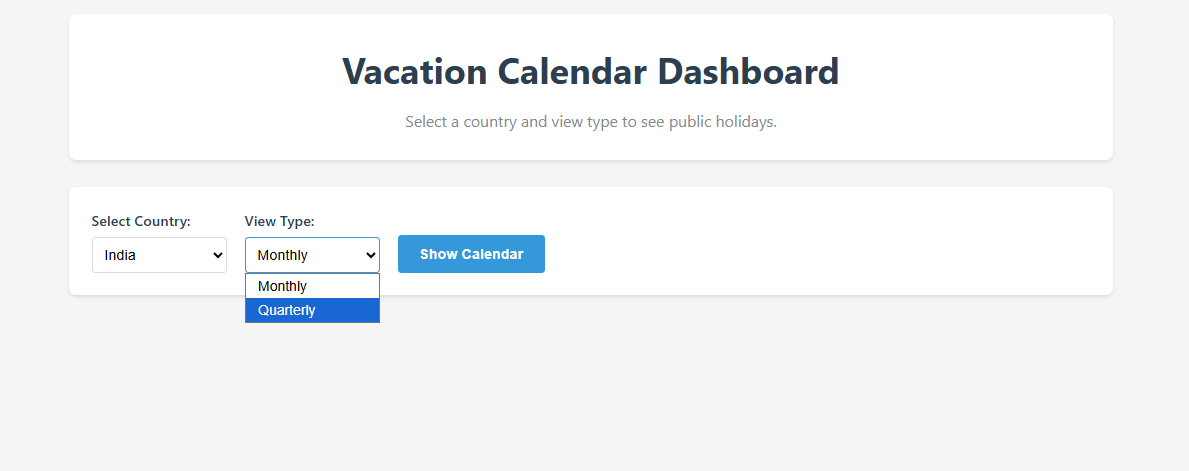 Vacation Calendar Dashboard
Select a country and view type to see public holidays.
Select Country: View Type:
India Monthly Show Calendar
Monthly
Quarterly